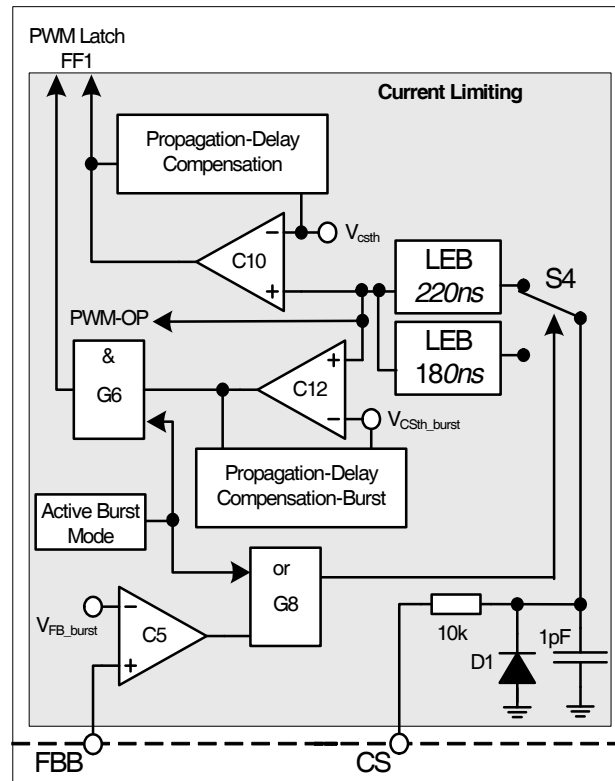 PWM Latch
FF1
Current Limiting
Propagation-Delay
Compensation
Vcsth
C10
LEB
220ns
S4
PWM-OP
LEB
180ns
&
G6
C12
VCSth_burst
Propagation-Delay
Compensation-Burst
Active Burst
Mode
or
G8
VFB_burst
C5
10k
1pF
D1
FBB
CS